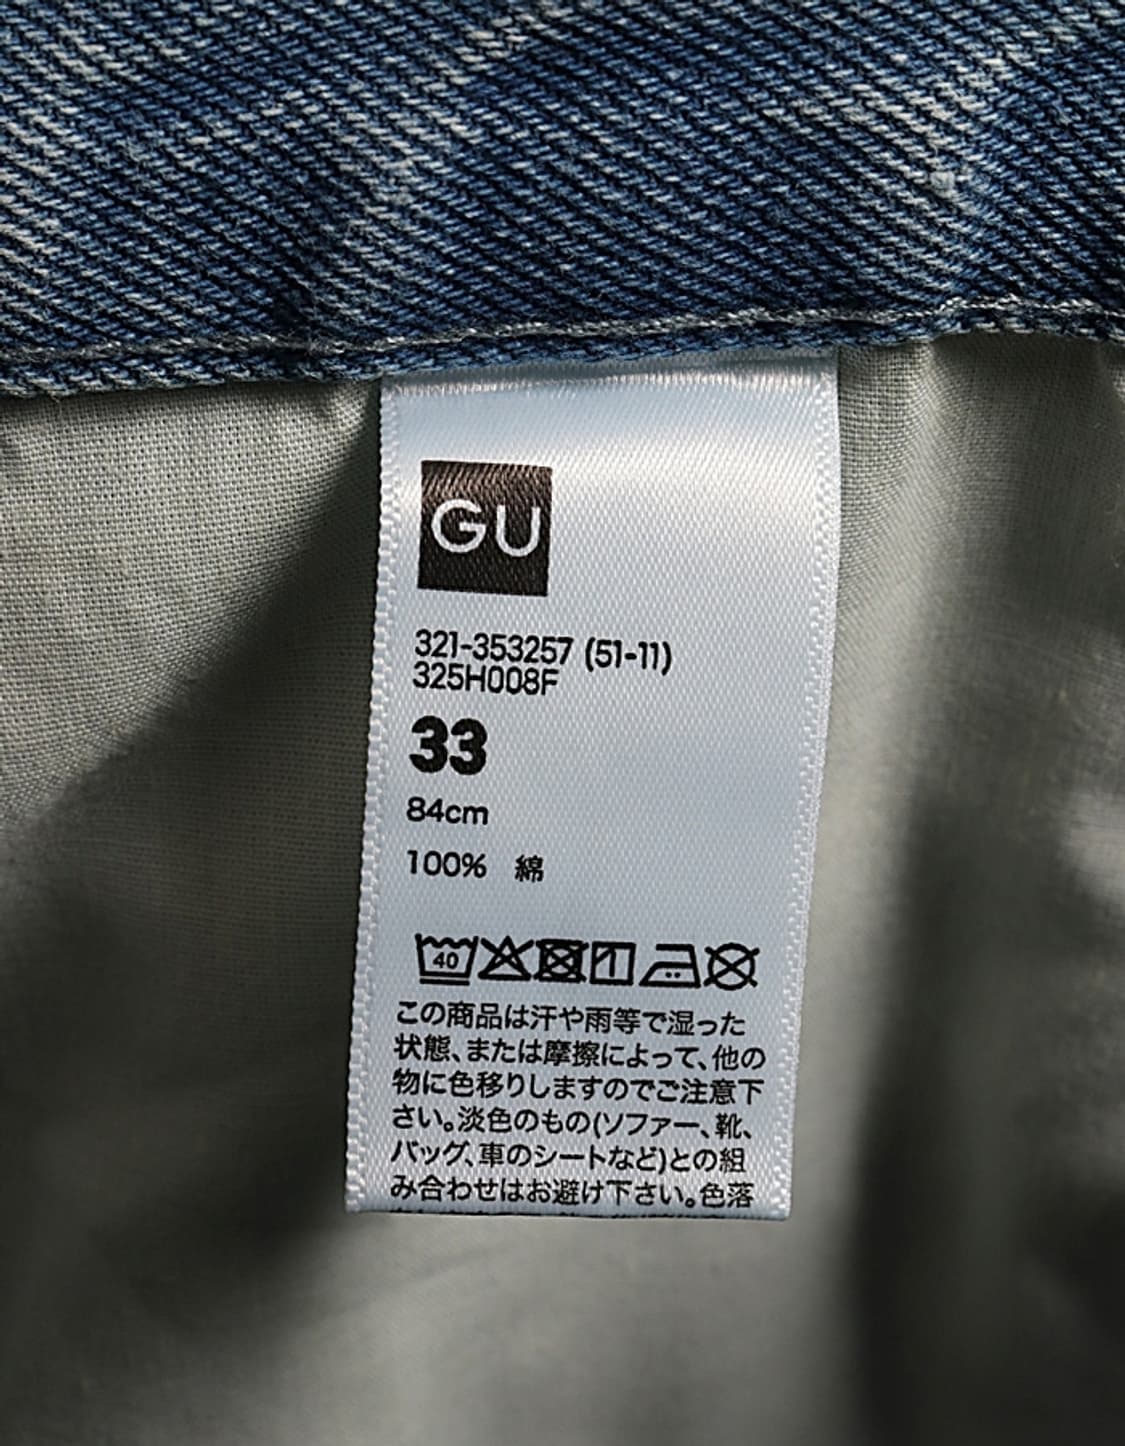 GU
321-353257 (51-11)
325H008F
33
84cm
100% 綿
40
この商品は汗や雨等で湿った
状態、または摩擦によって、他の
物に色移りしますのでご注意下
さい。淡色のもの(ソファー、靴、
バッグ、車のシートなど)との組
み合わせはお避け下さい。色落